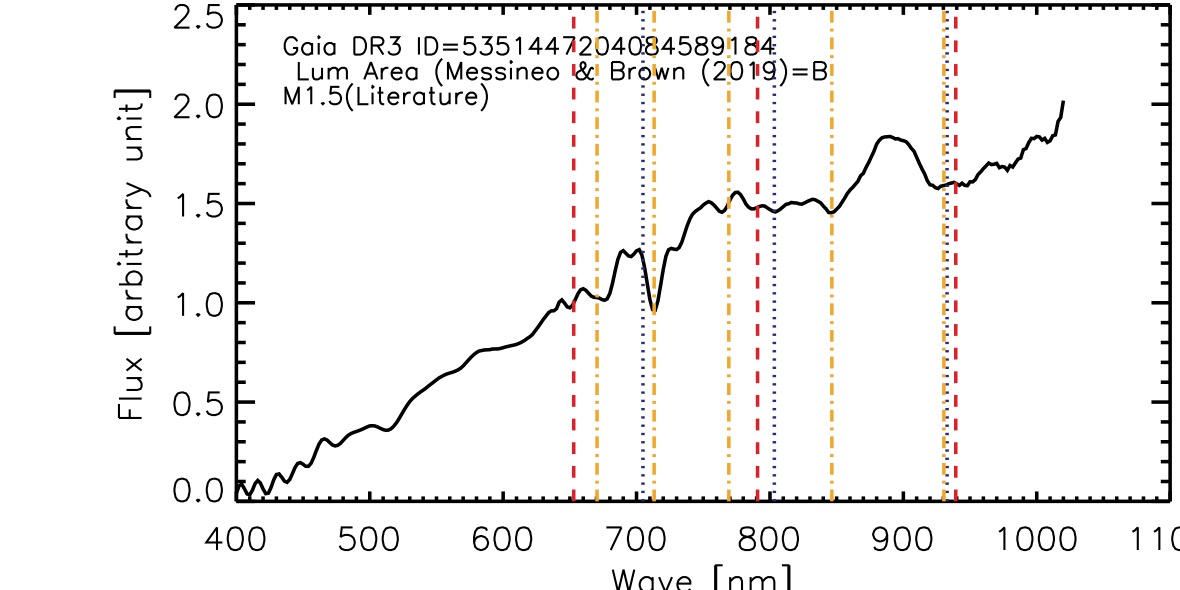 2.5
Gaia DR3 ID=5351447204084589184
Lum Area (Messineo & Brown (2019)=B
M1.5(Literature)
2.0
1.5
1.0
0.5
0.0
Flux [arbitrary unit]
400 500 600 700 800 900 1000 110
Wave [nm]